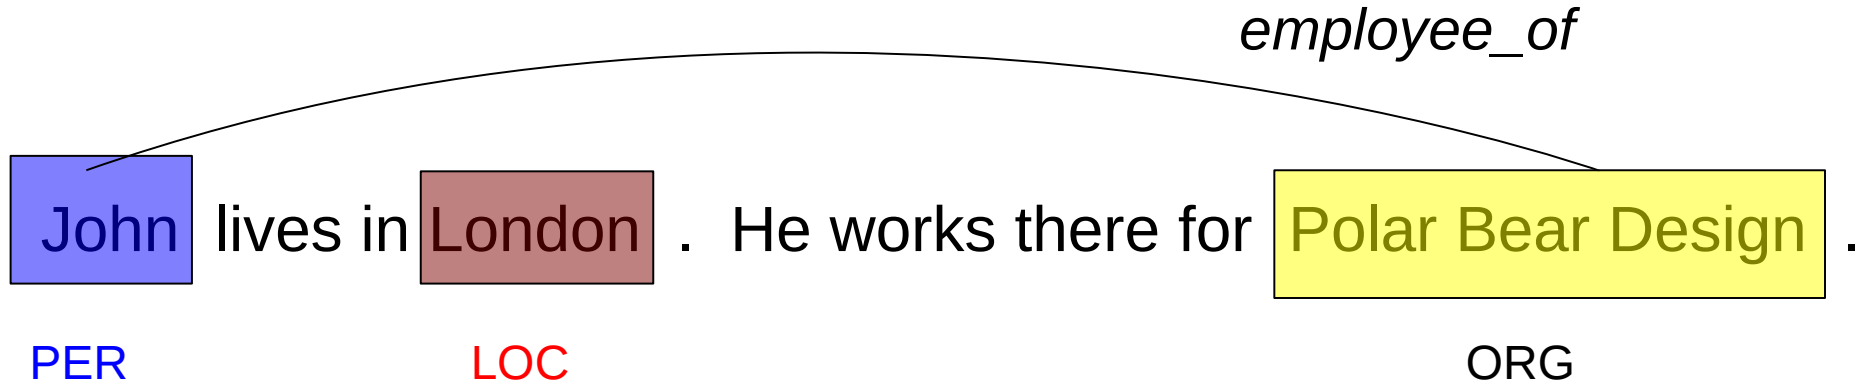 employee_of
John lives in London . He works there for Polar Bear Design .
PER LOC ORG